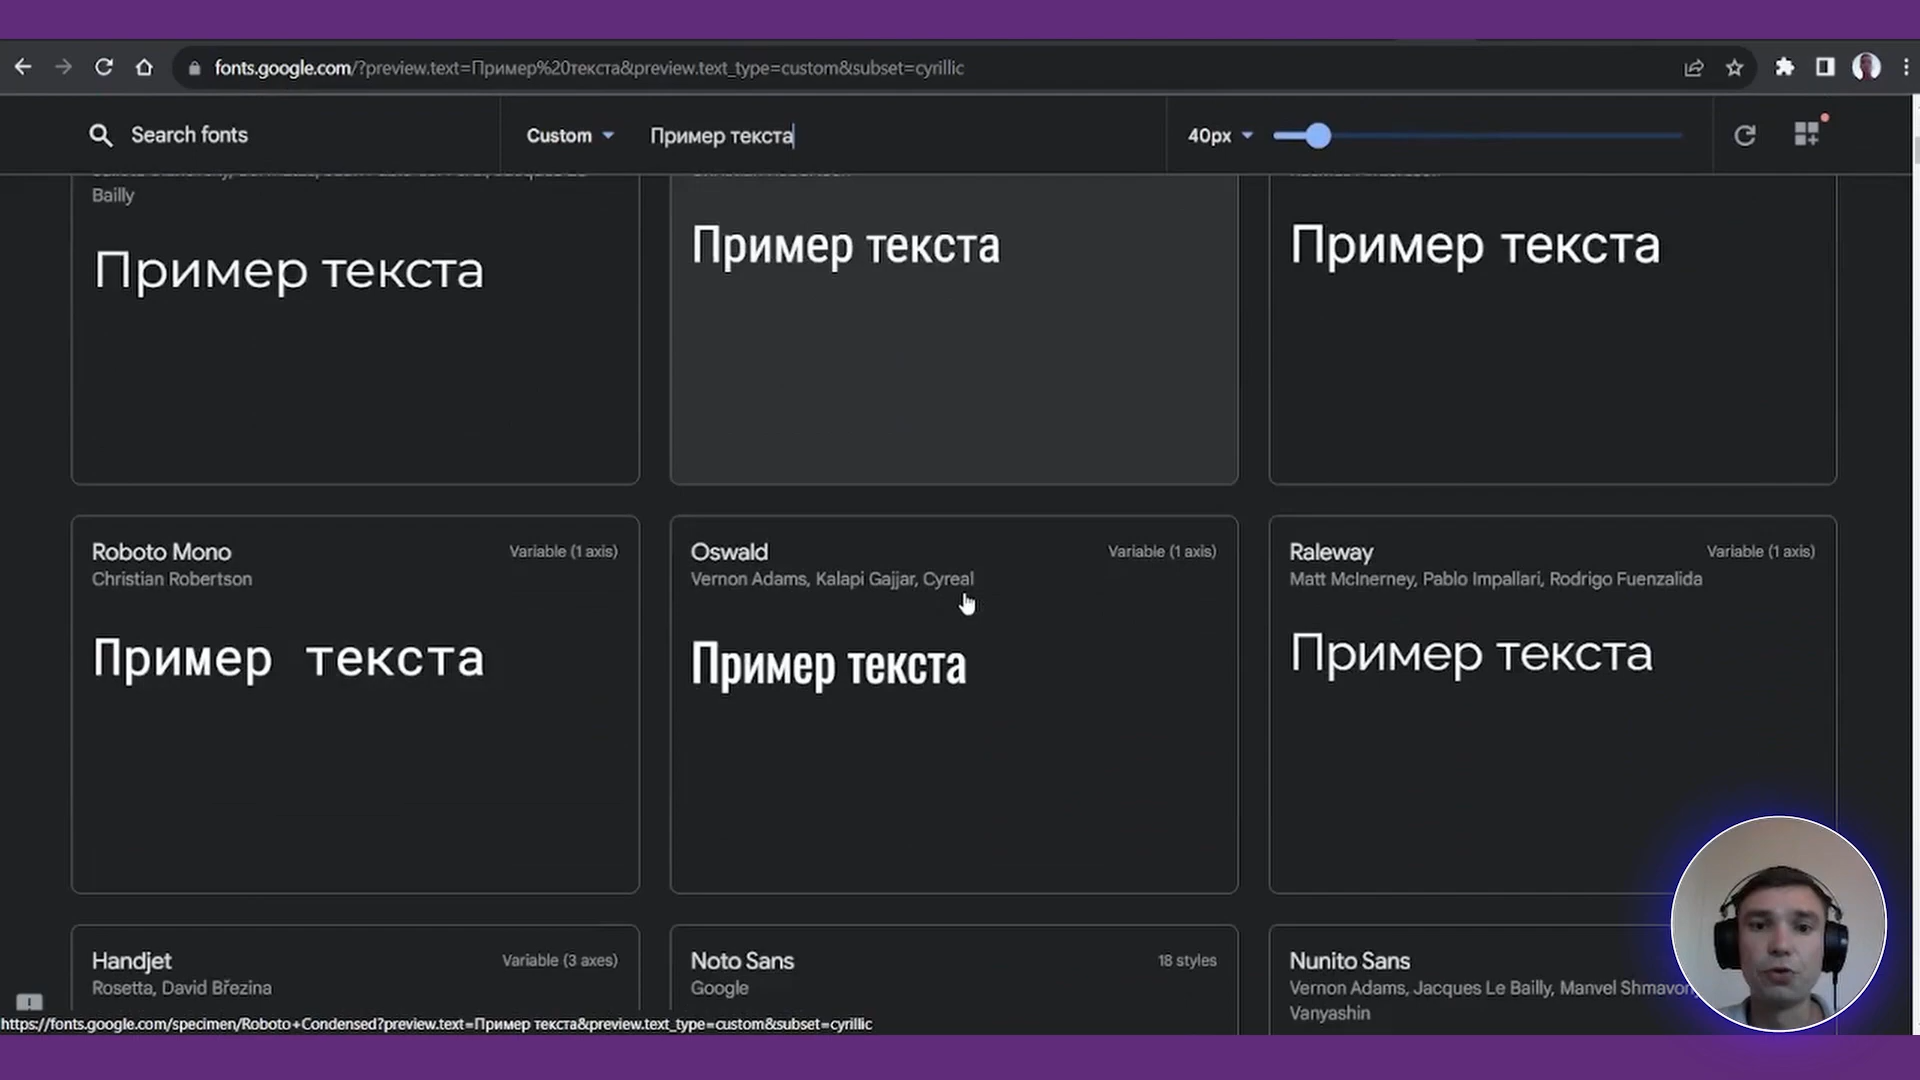 fonts.google.com/?preview.text=Пример%20текста&preview.text_type=custom&subset=cyrillic
Search fonts
Custom
Пример текста
40px
Bailly
Пример текста
Пример текста
Пример текста
Roboto Mono
Variable (1 axis)
Christian Robertson
Пример текста
Oswald
Variable (1 axis)
Vernon Adams, Kalapi Gajjar, Cyreal
Пример текста
Raleway
Variable (1 axis)
Matt McInerney, Pablo Impallari, Rodrigo Fuenzalida
Пример текста
Handjet
Variable (3 axes)
Rosetta, David Březina
Noto Sans
18 styles
Google
Nunito Sans
Vernon Adams, Jacques Le Bailly, Manvel
Vanyashin
https://fonts.google.com/specimen/Roboto+Condensed?preview.text=Пример текста&preview.text_type=custom&subset=cyrillic